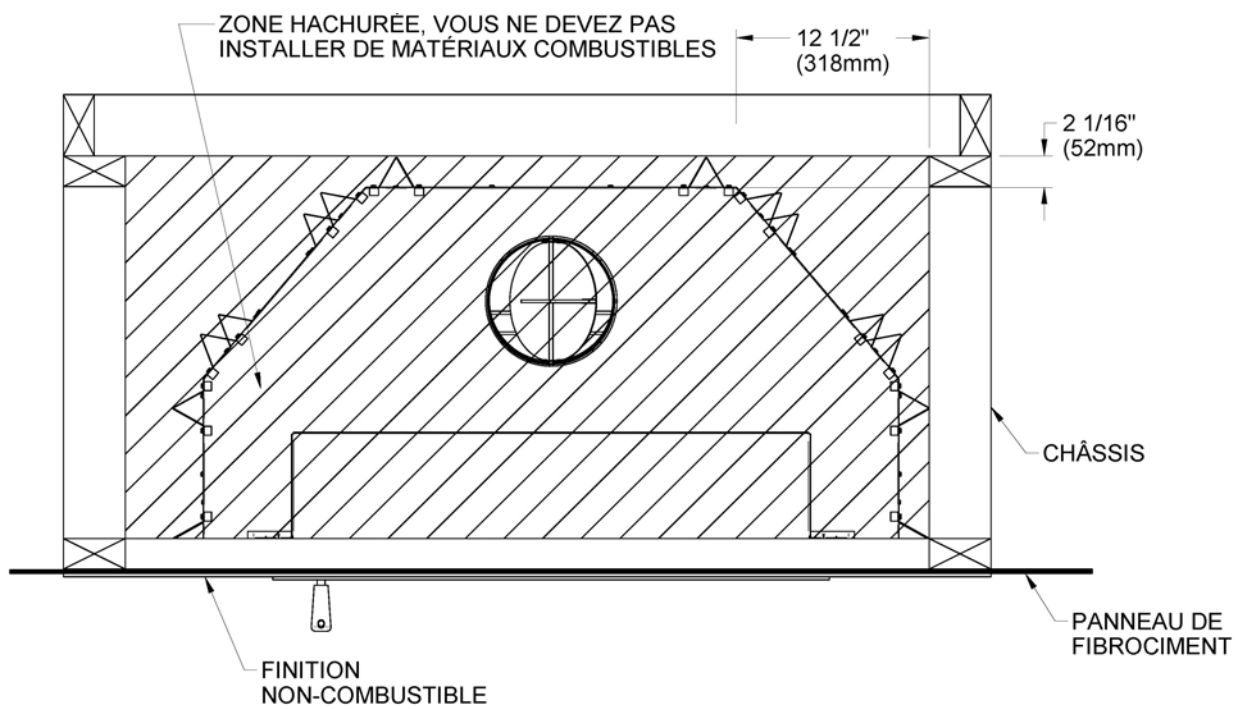 ZONE HACHURÉE, VOUS NE DEVEZ PAS
INSTALLER DE MATÉRIAUX COMBUSTIBLES
12 1/2"
(318mm)
2 1/16"
(52mm)
CHÂSSIS
PANNEAU DE
FIBROCIMENT
FINITION
NON-COMBUSTIBLE